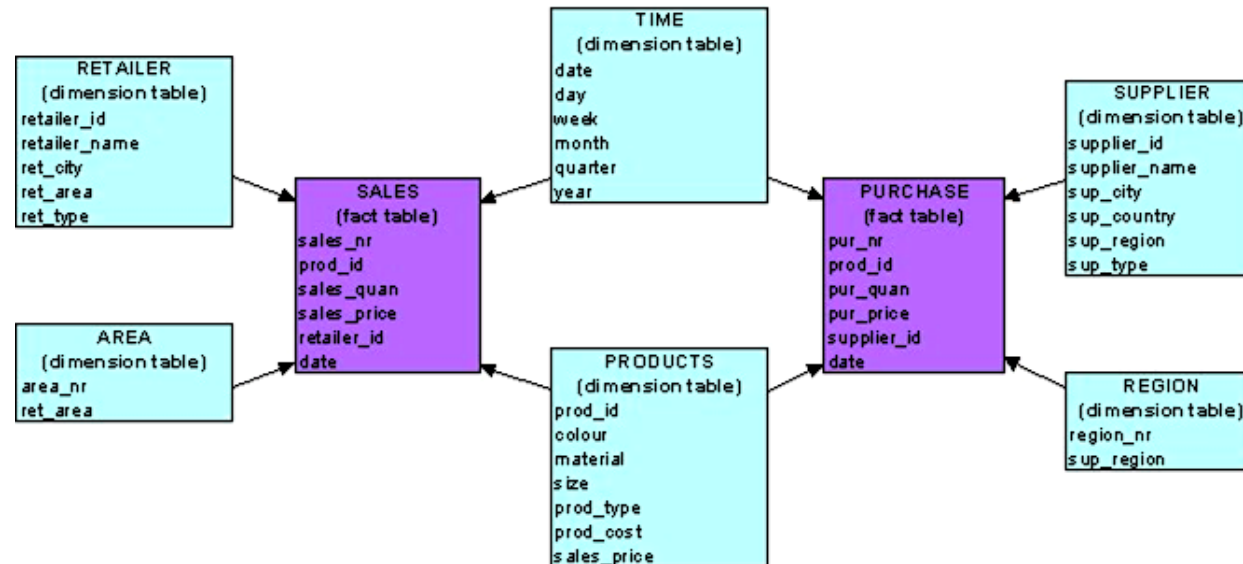 TIME
(dimension table)
date
day
week
month
quarter
year
RETAILER
(dimension table)
retailer_id
retailer_name
ret_city
ret_area
ret_type
SUPPLIER
(dimension table)
supplier_id
supplier_name
sup_city
sup_country
sup_region
sup_type
SALES
(fact table)
sales_nr
prod_id
sales_quan
sales_price
retailer_id
date
PURCHASE
(fact table)
pur_nr
prod_id
pur_quan
pur_price
supplier_id
date
AREA
(dimension table)
area_nr
ret_area
PRODUCTS
(dimension table)
prod_id
colour
material
size
prod_type
prod_cost
sales_price
REGION
(dimension table)
region_nr
sup_region